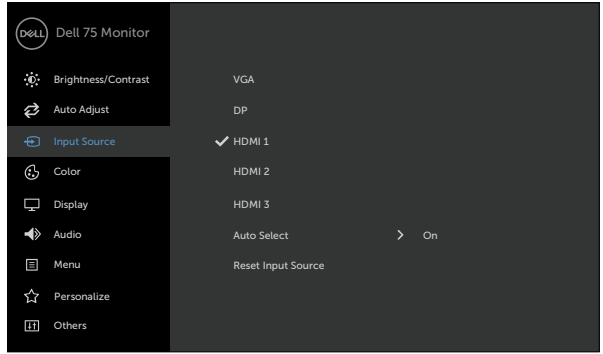 DELL Dell 75 Monitor
Brightness/Contrast
Auto Adjust
Input Source
Color
Display
Audio
Menu
Personalize
Others
VGA
DP
HDMI 1
HDMI 2
HDMI 3
Auto Select On
Reset Input Source